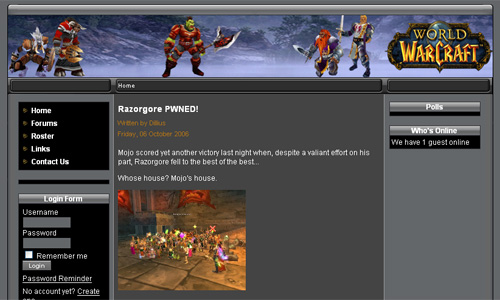 WORLD
OF
WARCRAFT
Home
Home
Forums
Roster
Links
Contact Us
Login Form
Username
Password
Remember me
Login
Password Reminder
No account yet? Create
one
Razorgore PWNED!
Written by Dillius
Friday, 06 October 2006
Mojo scored yet another victory last night when, despite a valiant effort on his
part, Razorgore fell to the best of the best...
Whose house? Mojo's house.
Polls
Who's Online
We have 1 guest online